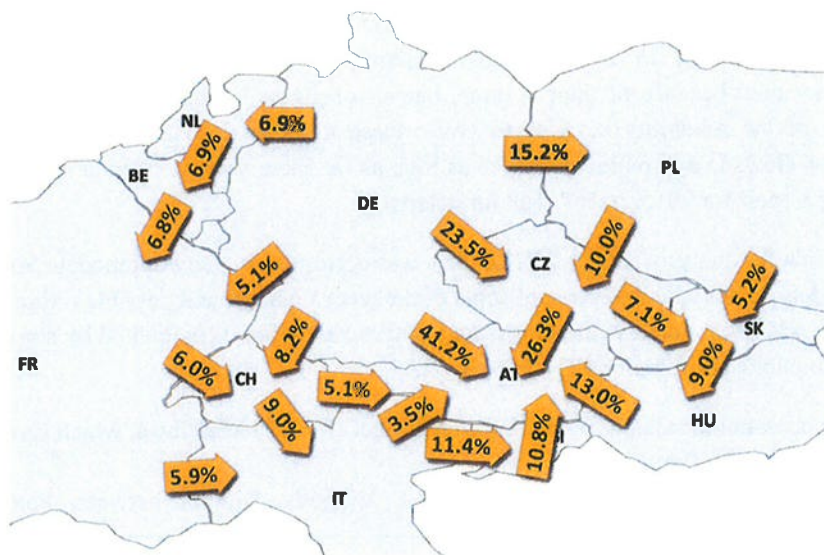 NL
6.9%
6.9%
15.2%
BE
PL
DE
6.8%
23.5%
CZ
10.0%
5.1%
7.1%
5.2%
SK
8.2%
41.2%
26.3%
FR
6.0%
CH
5.1%
AT
9.0%
13.0%
9.0%
3.5%
HU
11.4%
10.8%
SI
5.9%
IT